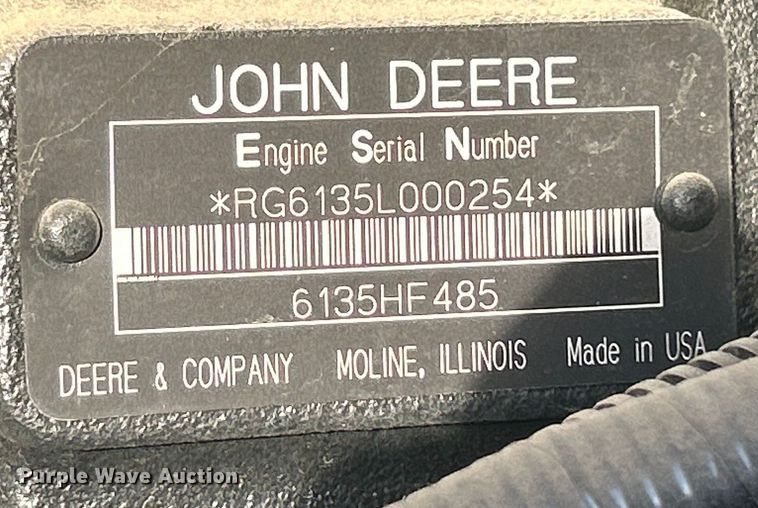 JOHN DEERE
Engine Serial Number
*RG6135L000254*
6135HF485
DEERE & COMPANY MOLINE, ILLINOIS Made in USA
Purple Wave Auction